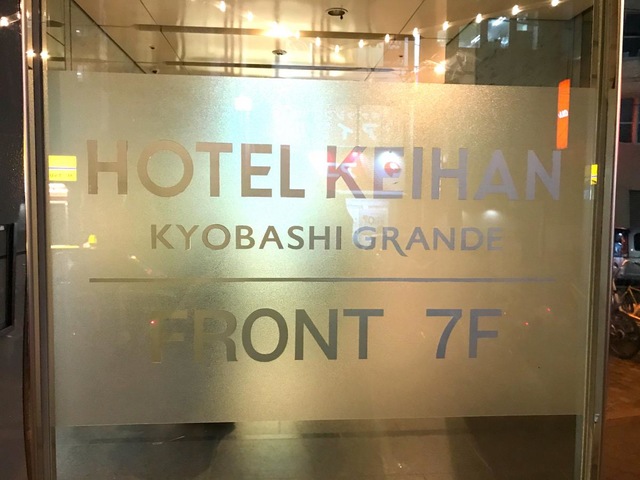 HOTEL KEIHAN
KYOBASHI GRANDE
FRONT 7F